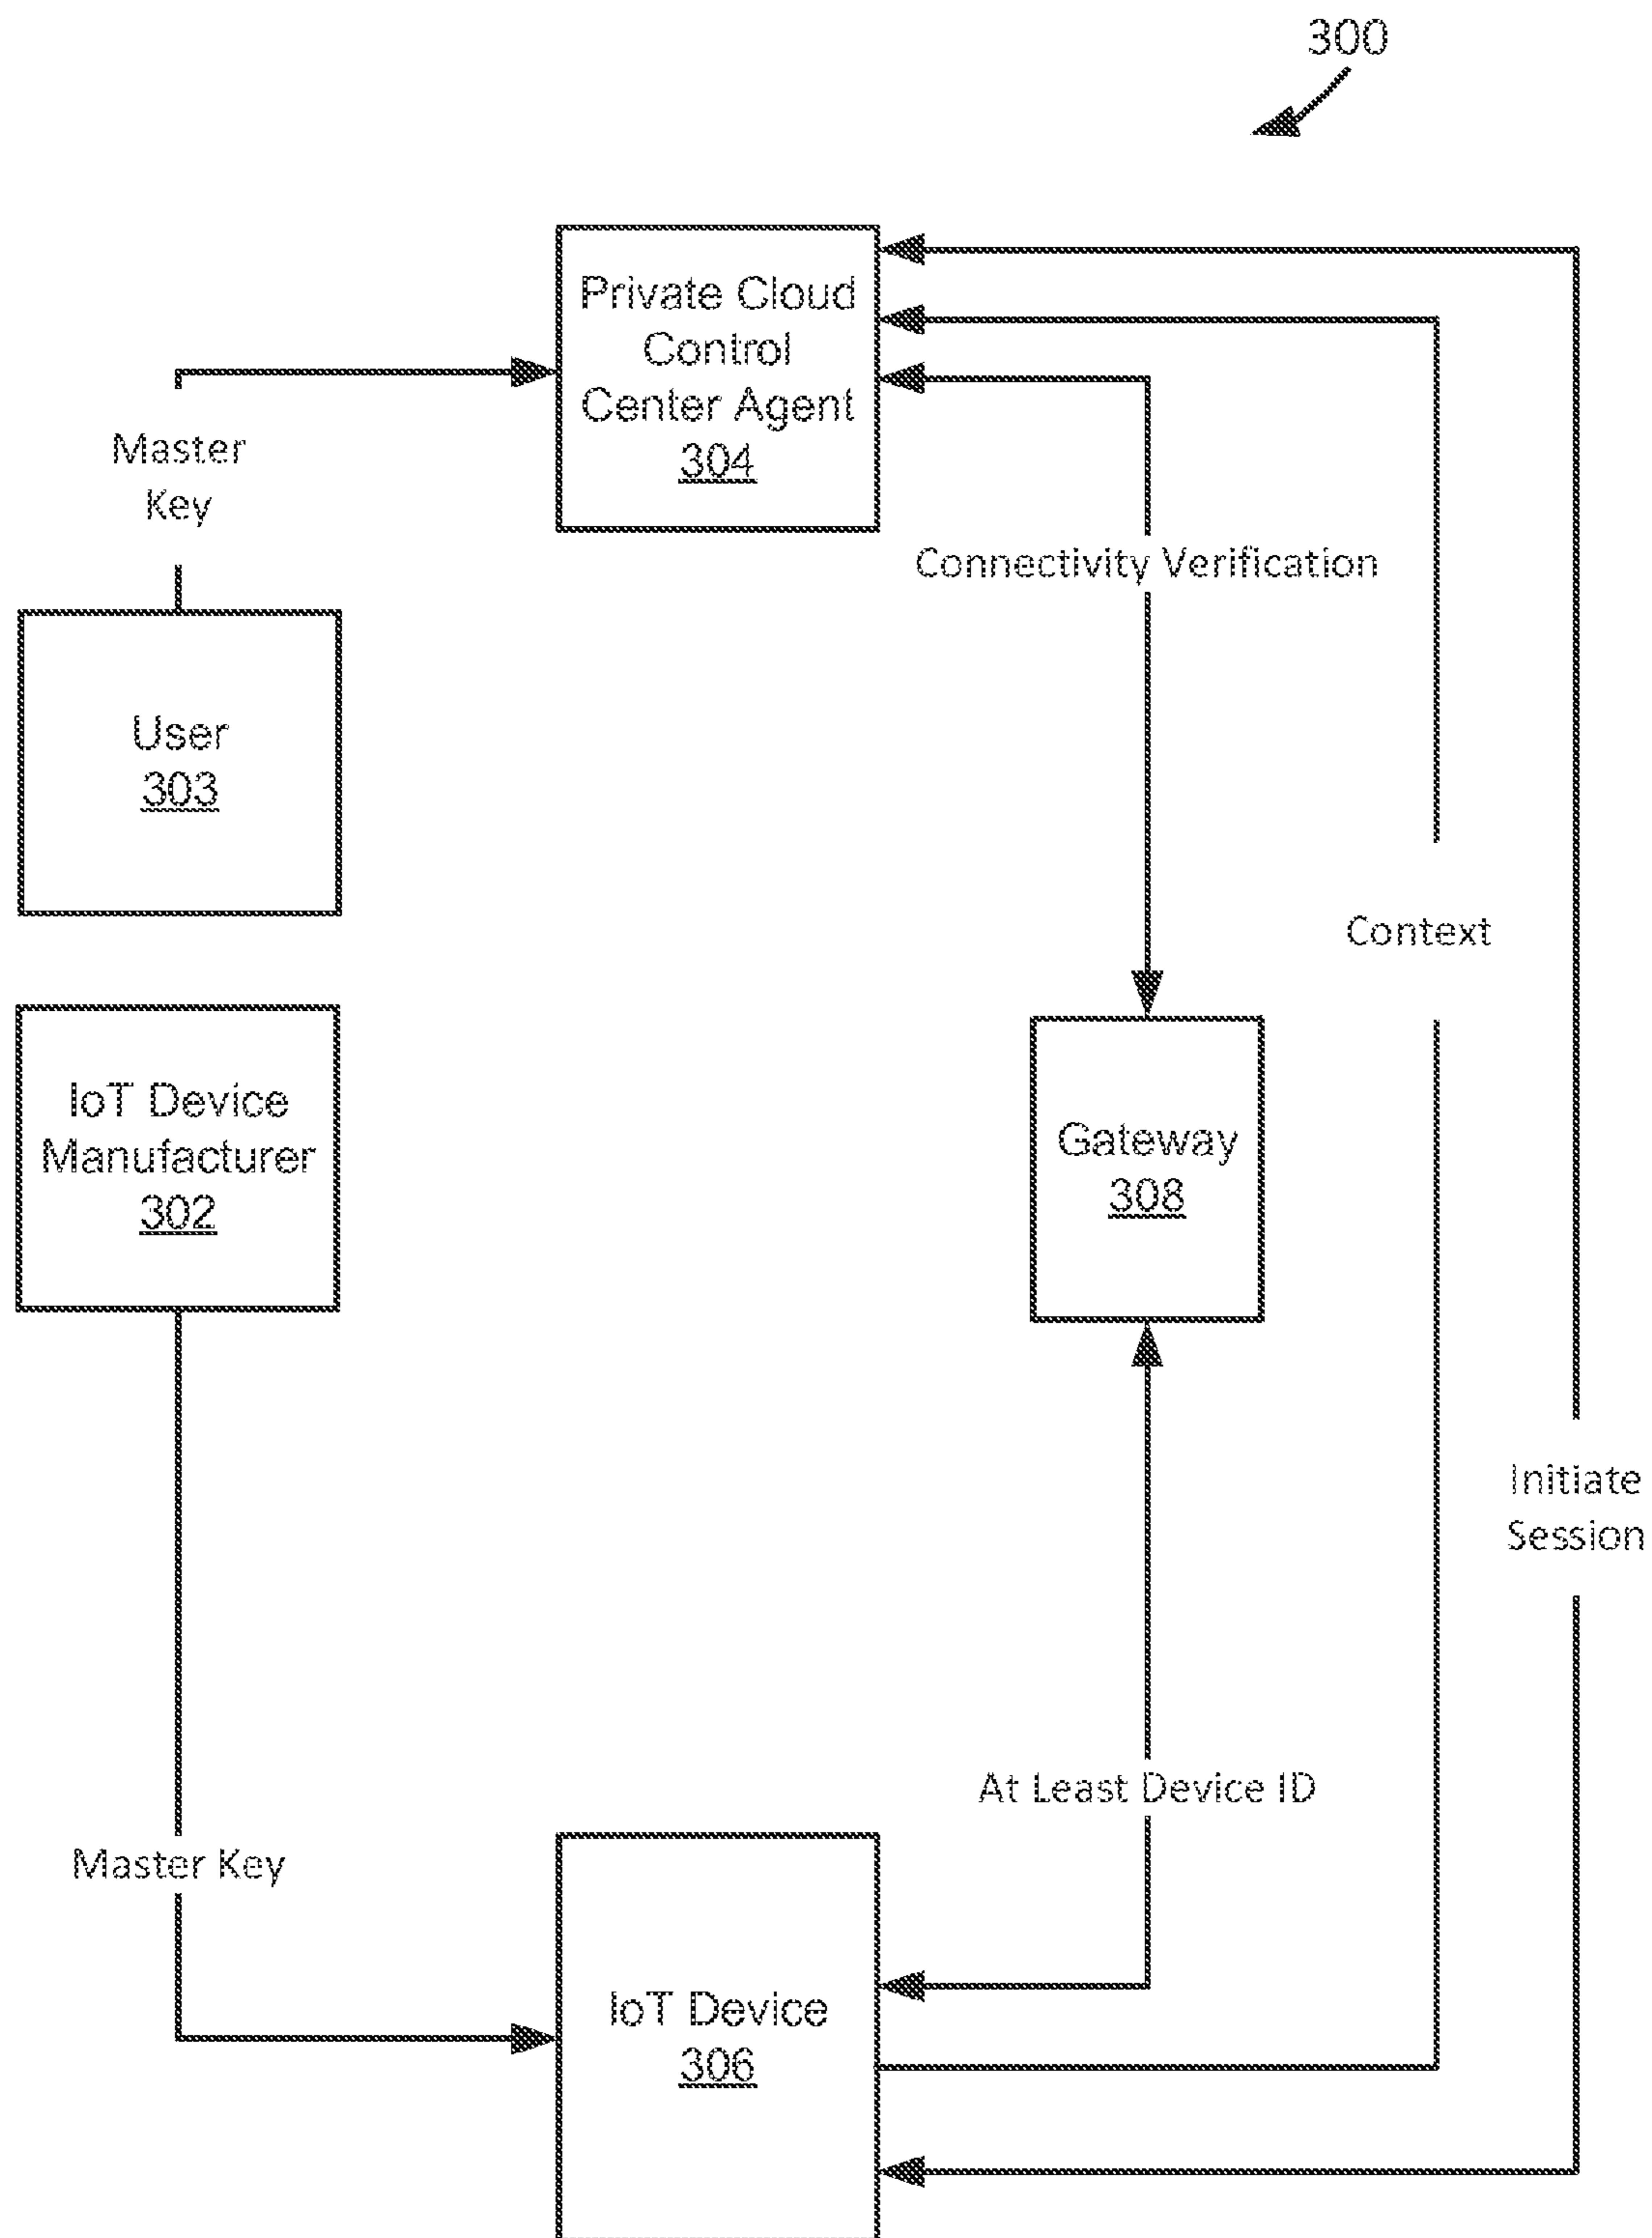 300
Private Cloud
Control
Center Agent
304
Master
Key
Connectivity Verification
User
303
Context
IoT Device
Manufacturer
302
Gateway
308
Initiate
Session
At Least Device ID
Master Key
IoT Device
306